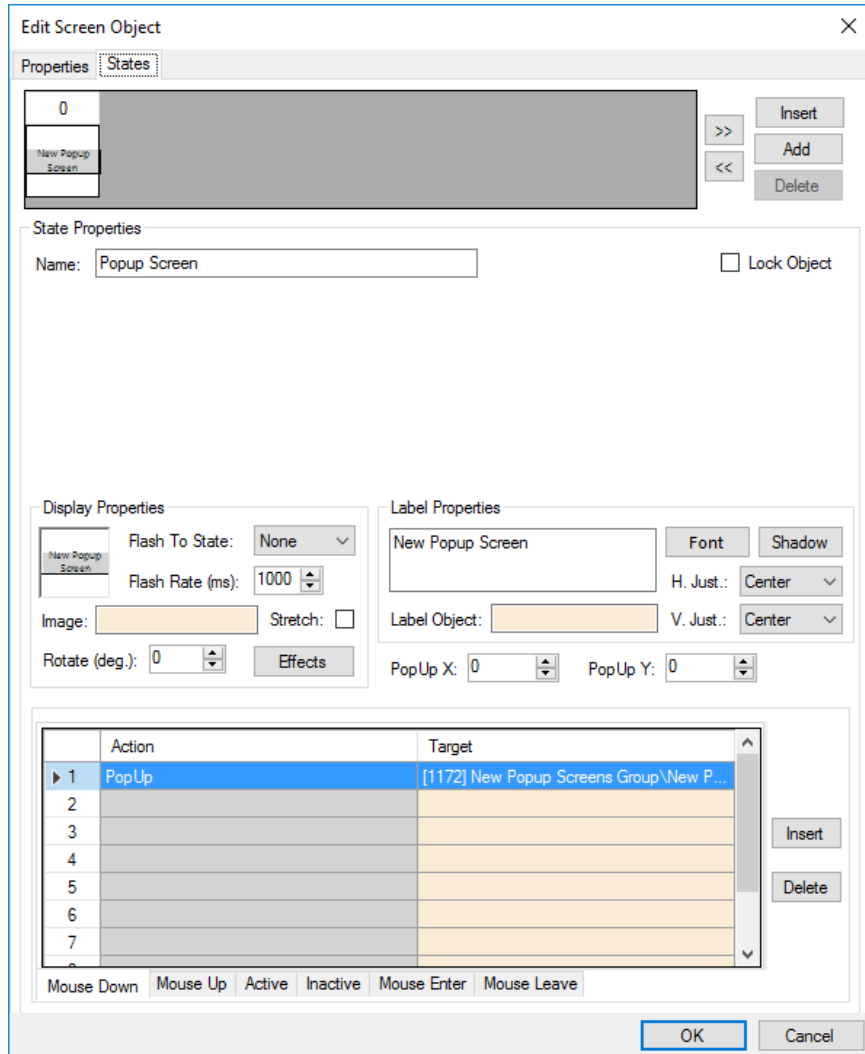 Edit Screen Object
Properties States
0
New Popup
Screen
>>
<<
Insert
Add
Delete
State Properties
Name: Popup Screen
Lock Object
Display Properties
New Popup
Screen
Flash To State: None
Flash Rate (ms): 1000
Image: Stretch:
Rotate (deg.): 0 Effects
Label Properties
New Popup Screen
Font Shadow
H. Just.: Center
Label Object: V. Just.: Center
PopUp X: 0 PopUp Y: 0
Action Target
1 PopUp [1172] New Popup Screens Group\New P...
2
3
4
5
6
7
Insert
Delete
Mouse Down Mouse Up Active Inactive Mouse Enter Mouse Leave
OK Cancel